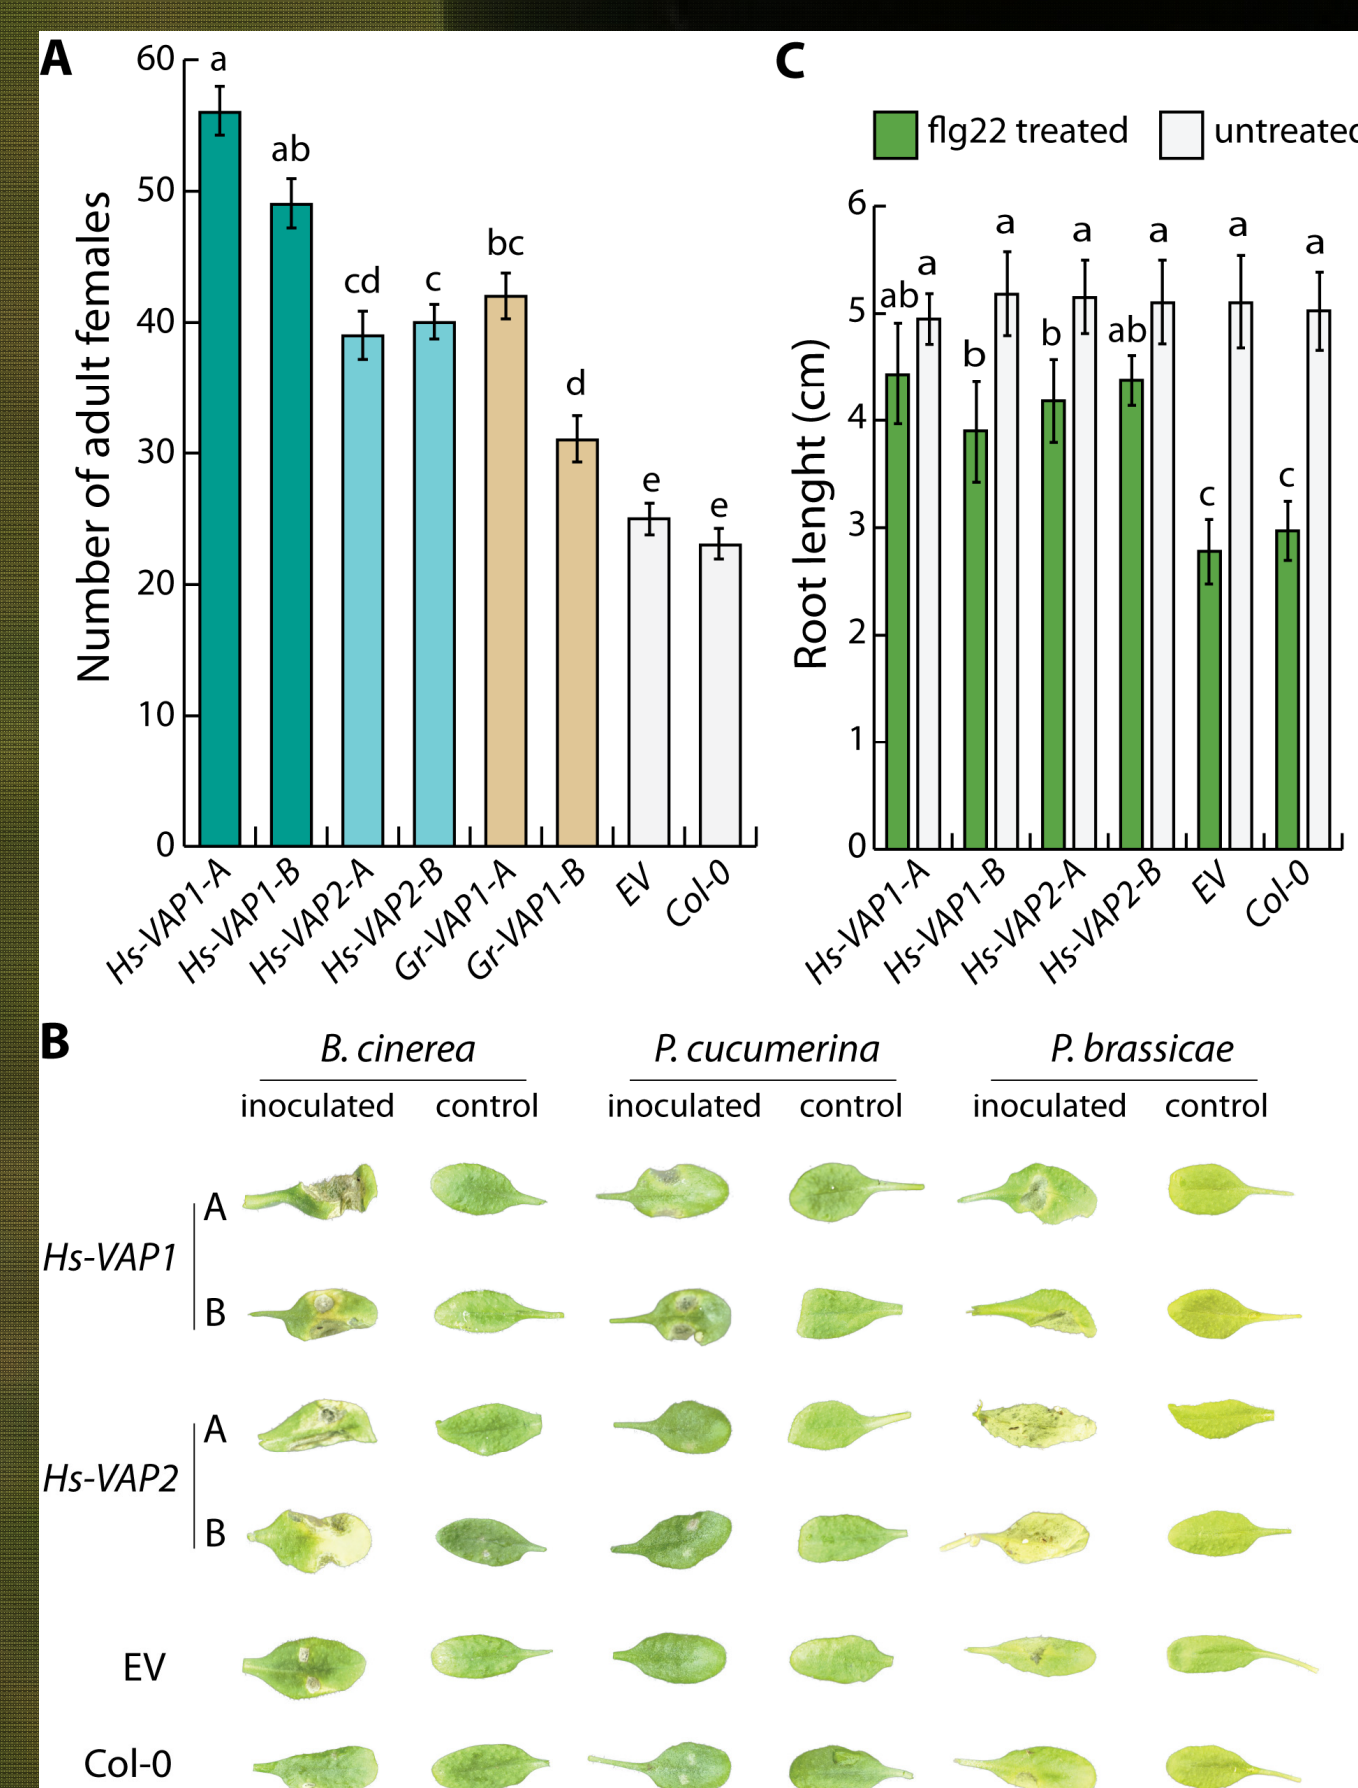 A
60
a
50
ab
40
cd
c
bc
30
d
20
e
e
10
0
Number of adult females
Hs-VAP1-A
Hs-VAP1-B
Hs-VAP2-A
Hs-VAP2-B
Gr-VAP1-A
Gr-VAP1-B
EV
Col-0
C
flg22 treated
untreated
6
5
4
3
2
1
0
Root lenght (cm)
ab
a
b
a
b
a
ab
a
c
a
c
a
Hs-VAP1-A
Hs-VAP1-B
Hs-VAP2-A
Hs-VAP2-B
EV
Col-0
B
B. cinerea P. cucumerina P. brassicae
inoculated control inoculated control inoculated control
A
Hs-VAP1
B
A
Hs-VAP2
B
EV
Col-0